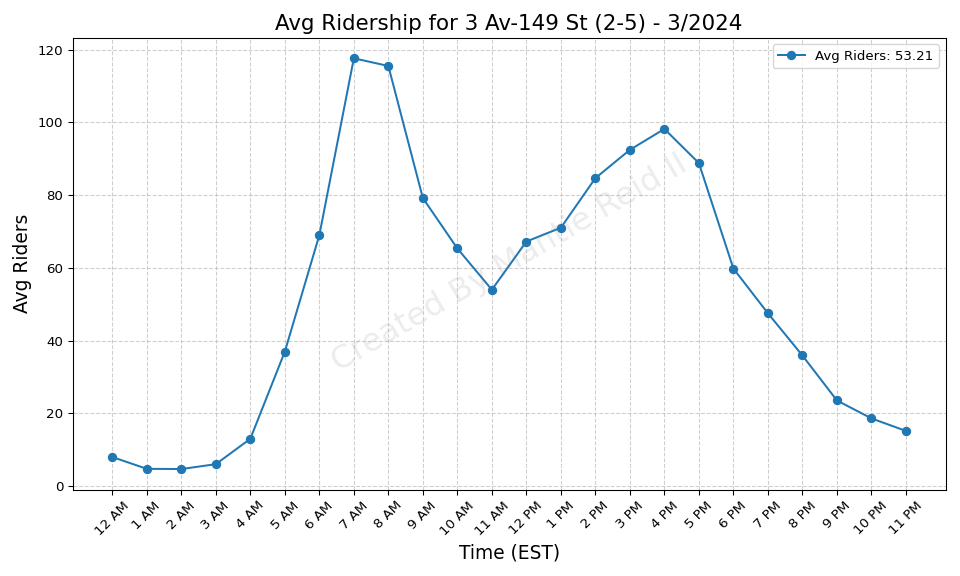 Avg Ridership for 3 Av-149 St (2-5) - 3/2024
Avg Riders: 53.21
120
100
80
60
40
20
0
Avg Riders
Created By Mantie Reid II
12 AM
1 AM
2 AM
3 AM
4 AM
5 AM
6 AM
7 AM
8 AM
9 AM
10 AM
11 AM
12 PM
1 PM
2 PM
3 PM
4 PM
5 PM
6 PM
7 PM
8 PM
9 PM
10 PM
11 PM
Time (EST)